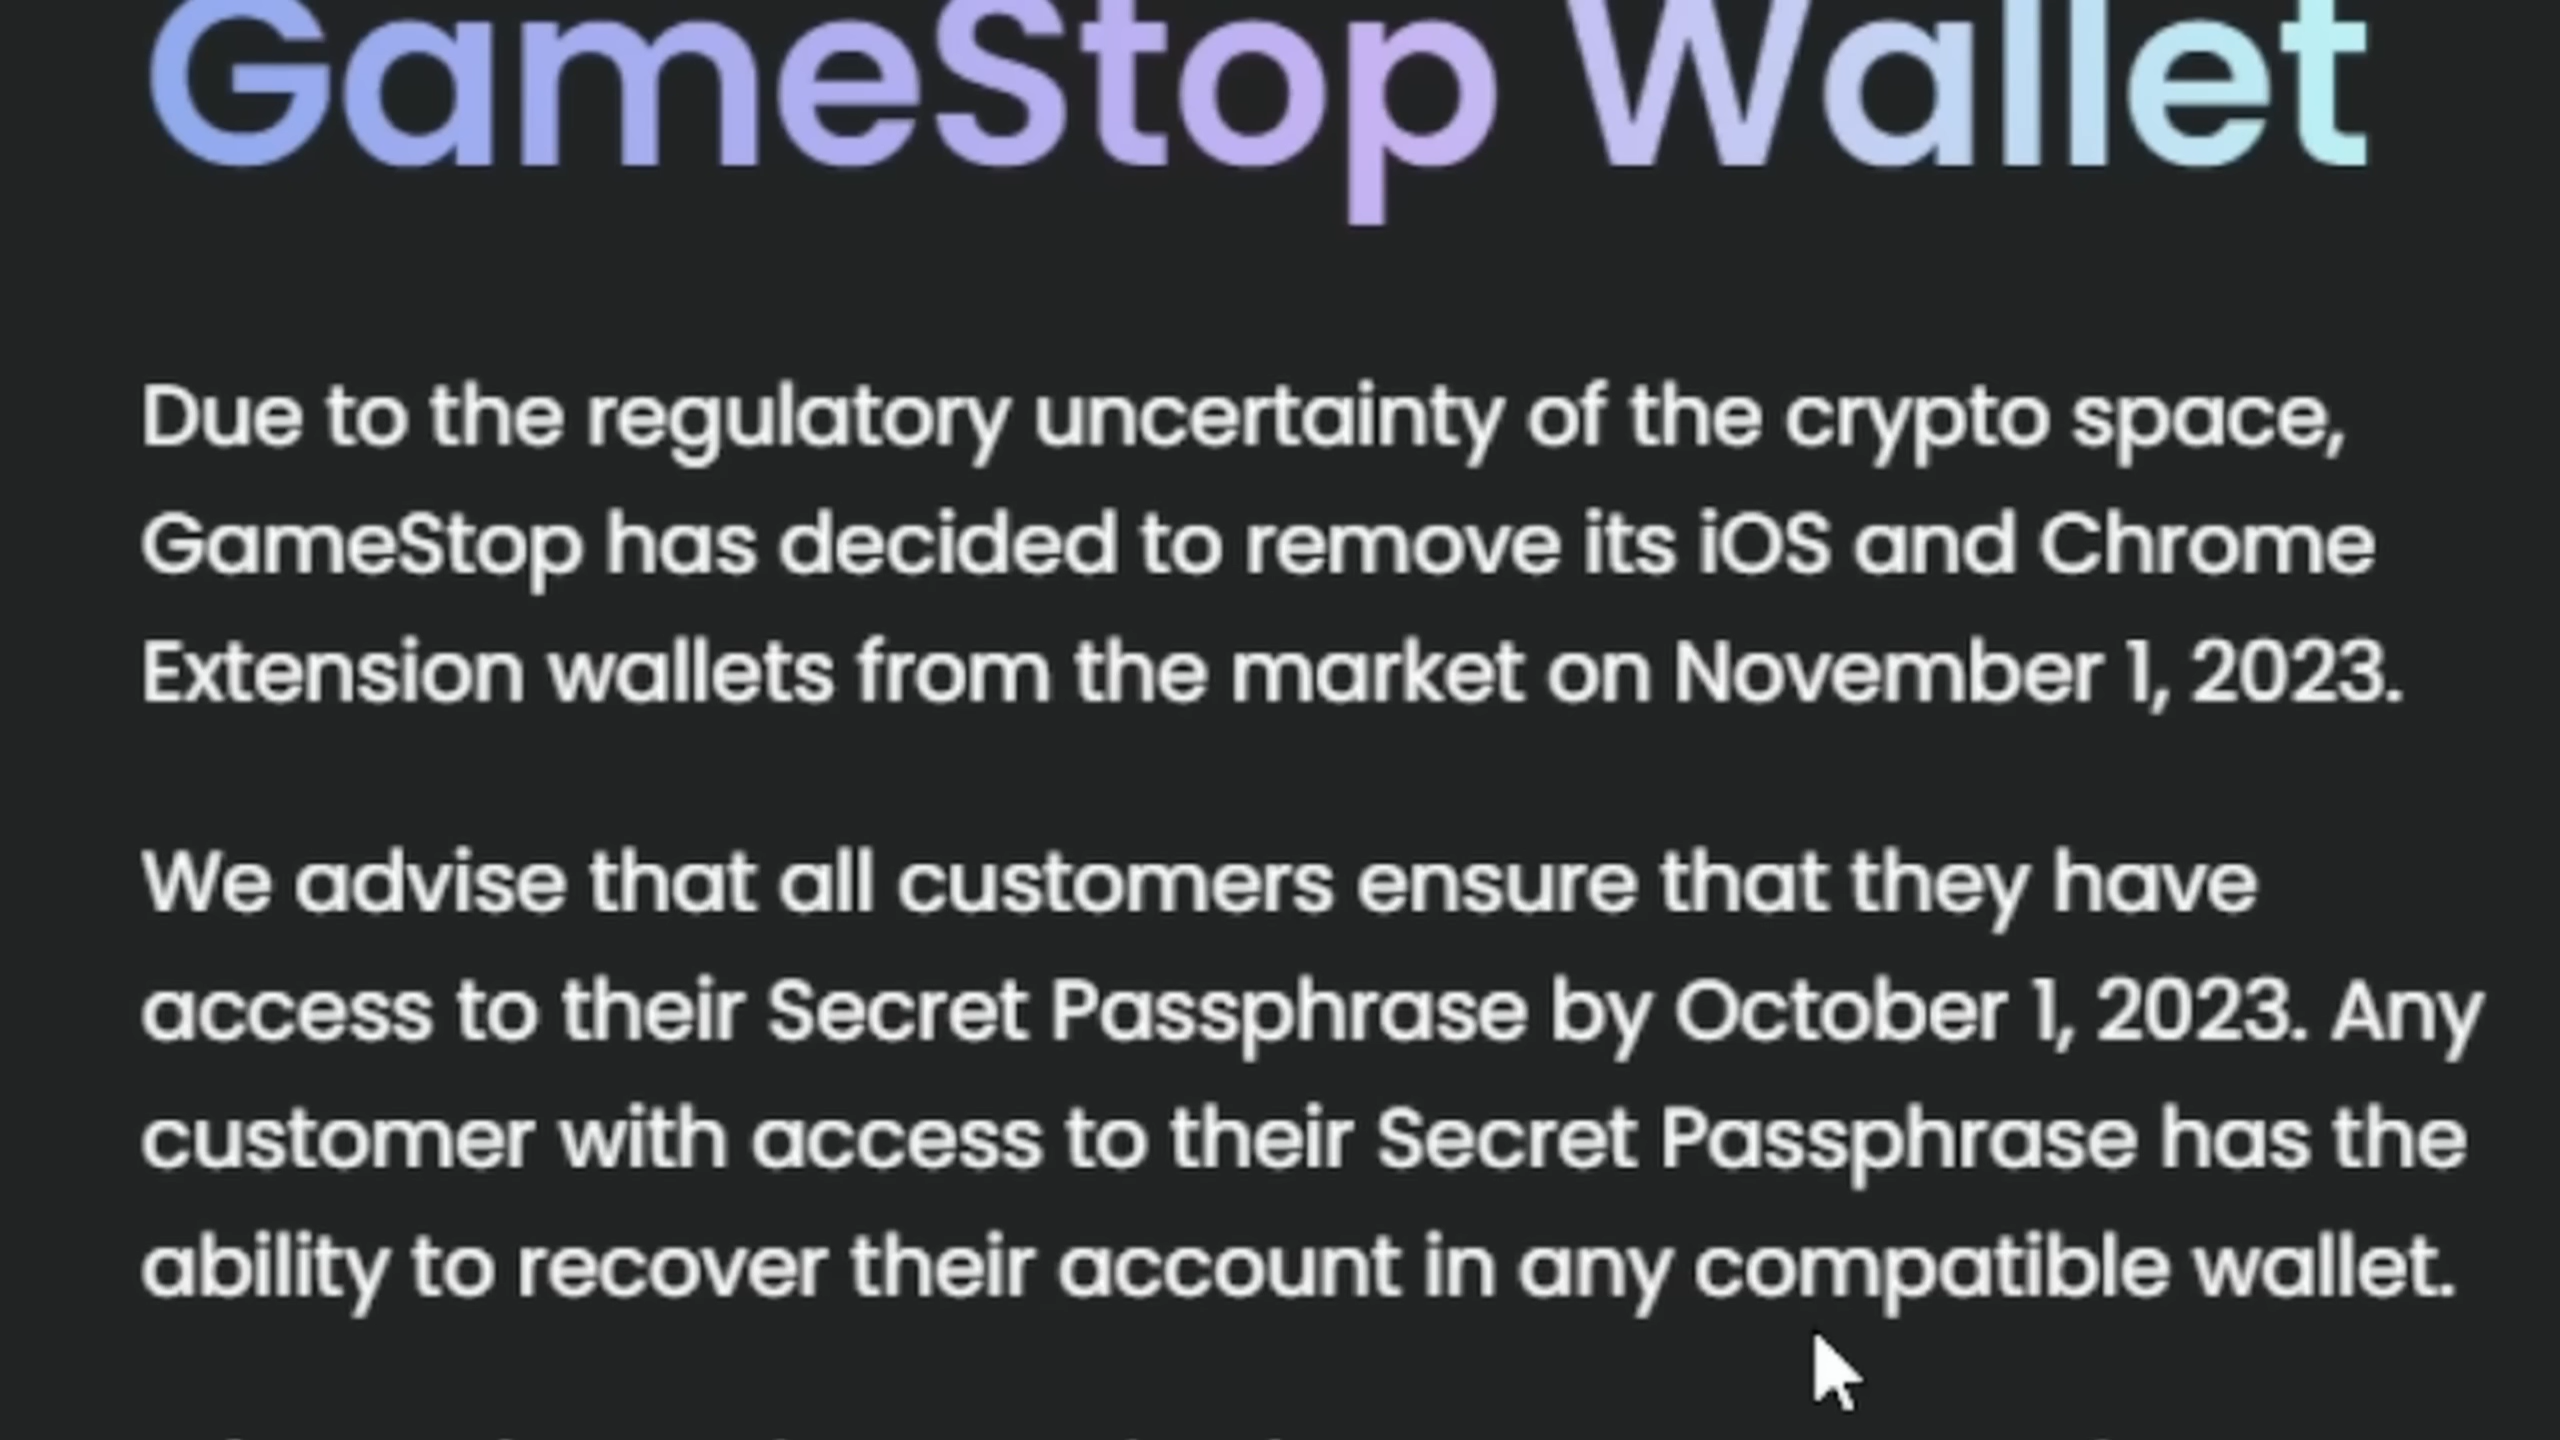 GameStop Wallet
Due to the regulatory uncertainty of the crypto space,
GameStop has decided to remove its iOS and Chrome
Extension wallets from the market on November 1, 2023.
We advise that all customers ensure that they have
access to their Secret Passphrase by October 1, 2023. Any
customer with access to their Secret Passphrase has the
ability to recover their account in any compatible wallet.